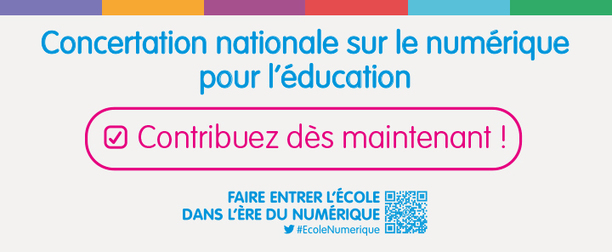 Concertation nationale sur le numérique
pour l'éducation
Contribuez dès maintenant !
FAIRE ENTRER L'ÉCOLE
DANS L'ÈRE DU NUMÉRIQUE
#EcoleNumerique